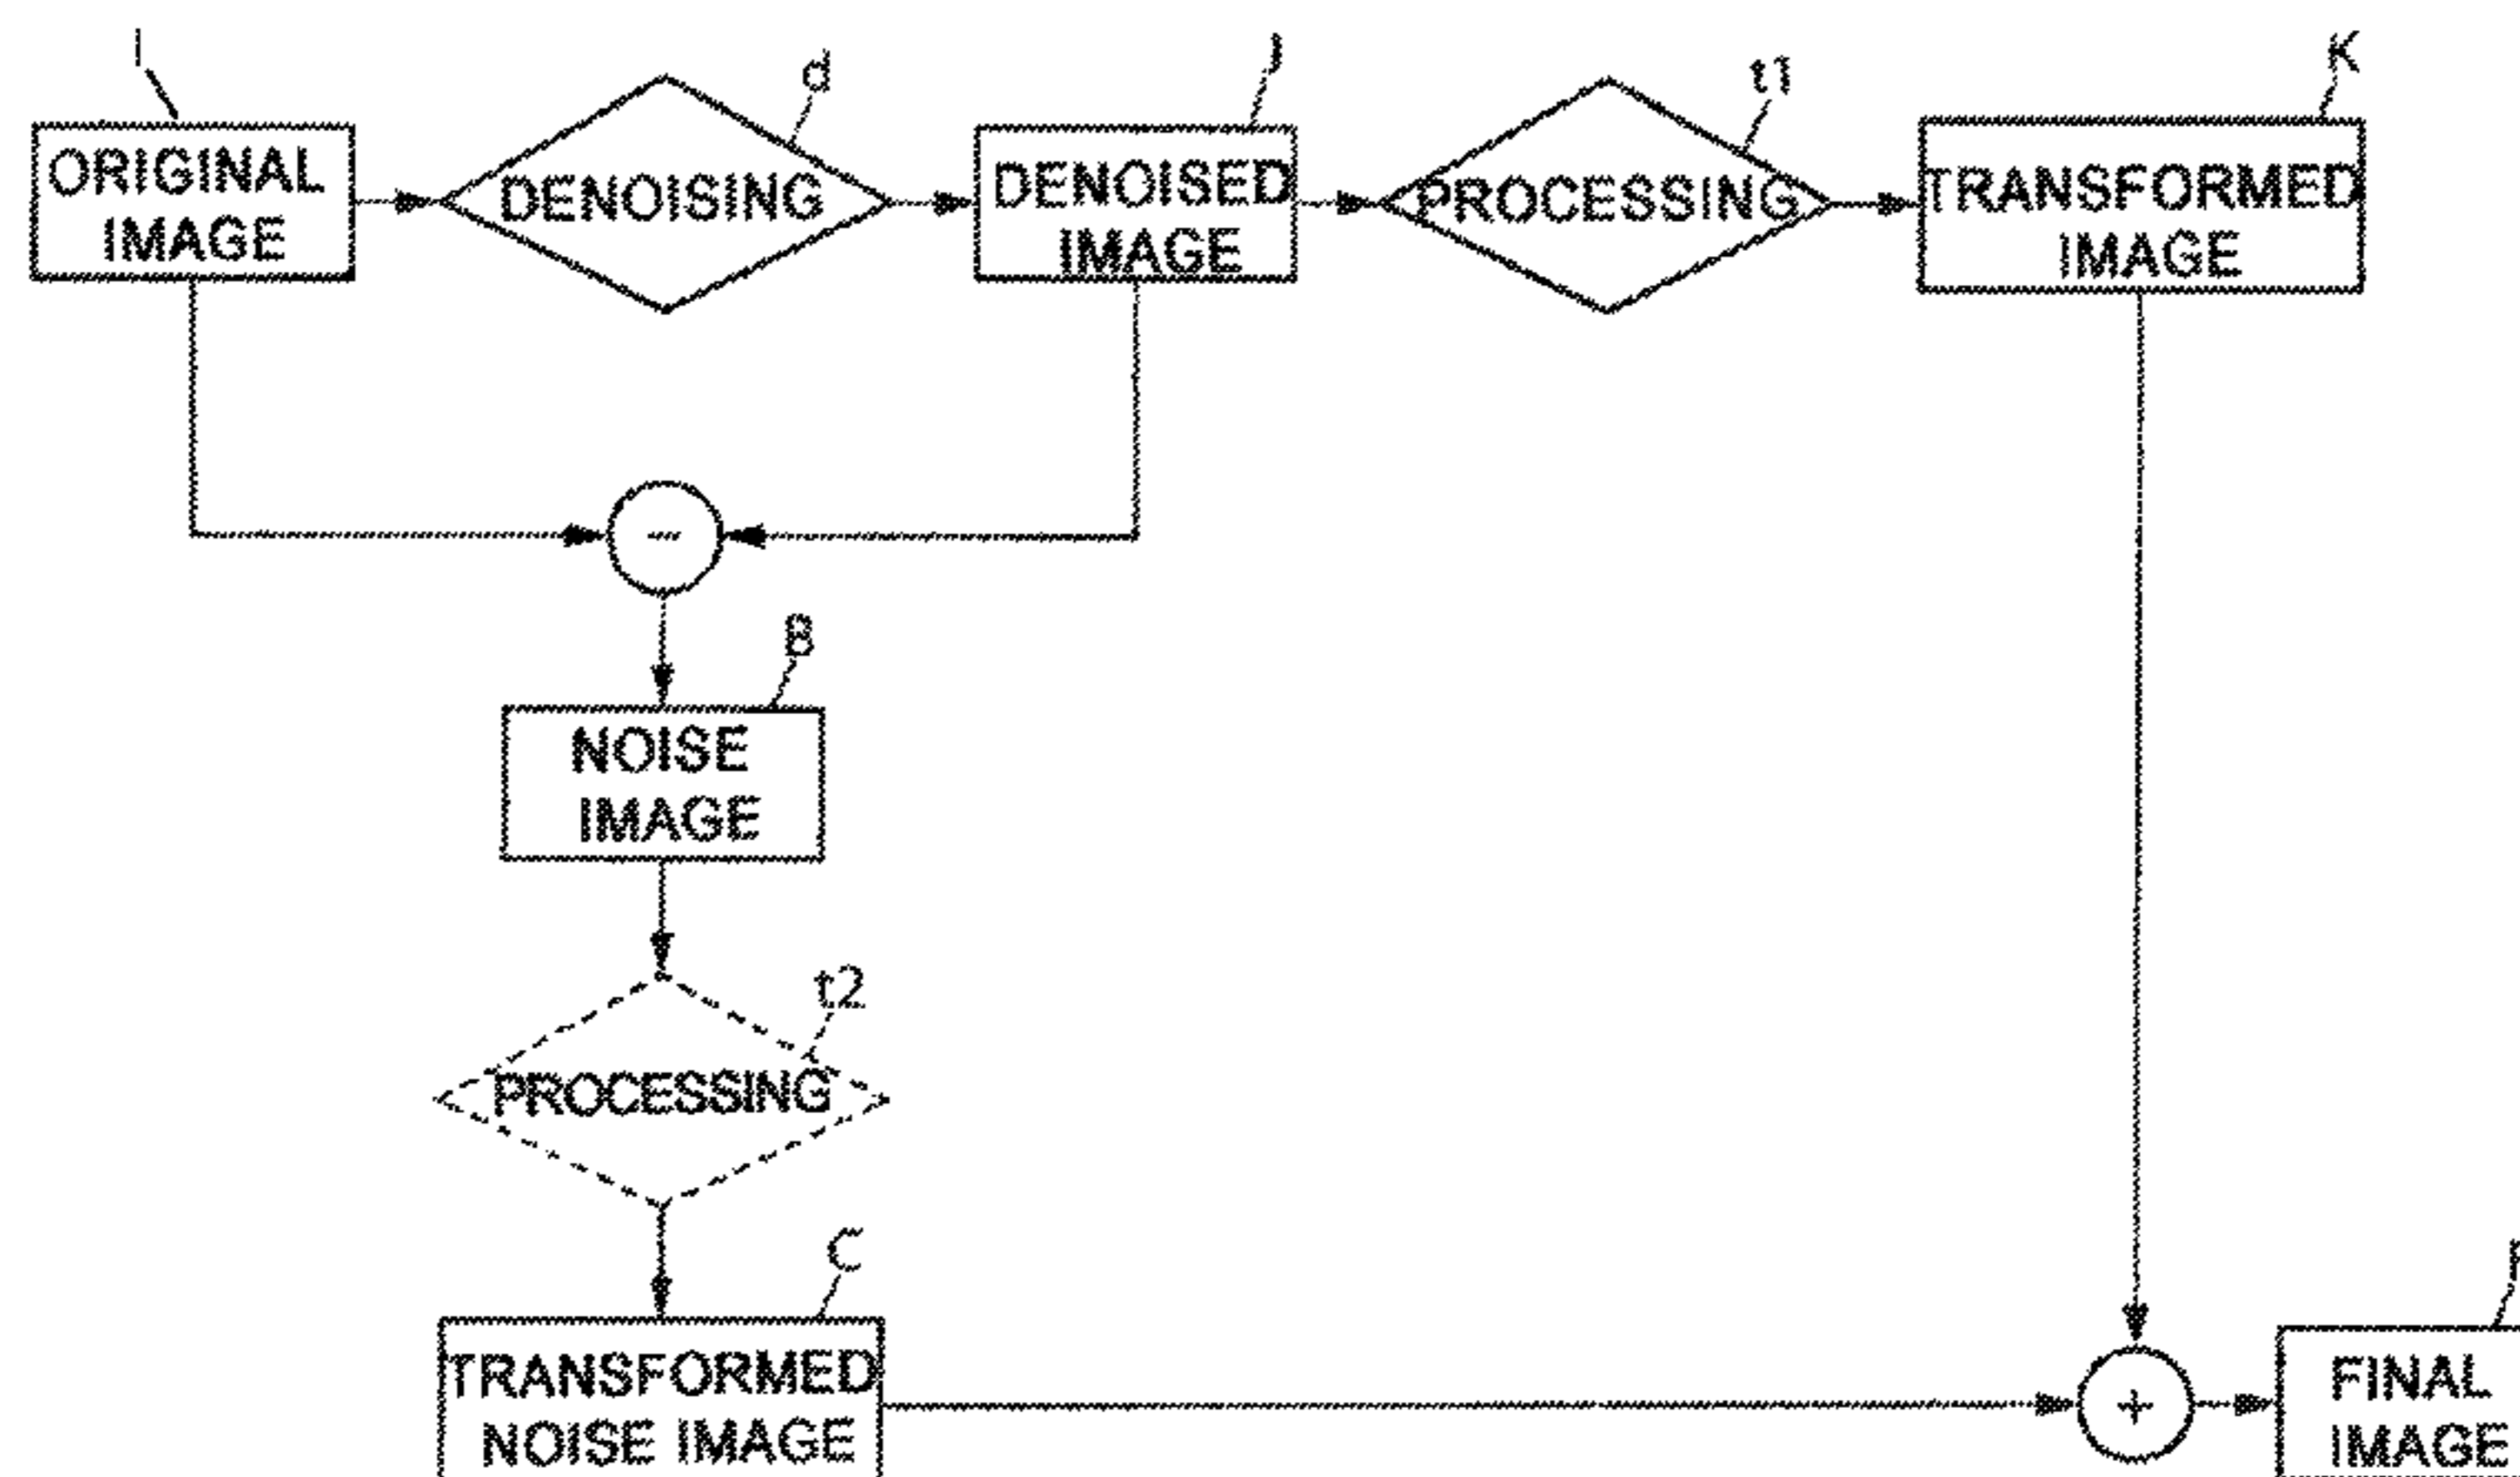 I
d
J
t1
K
ORIGINAL
IMAGE
DENOISING
DENOISED
IMAGE
PROCESSING
TRANSFORMED
IMAGE
-
B
NOISE
IMAGE
t2
PROCESSING
C
TRANSFORMED
NOISE IMAGE
+
FINAL
IMAGE